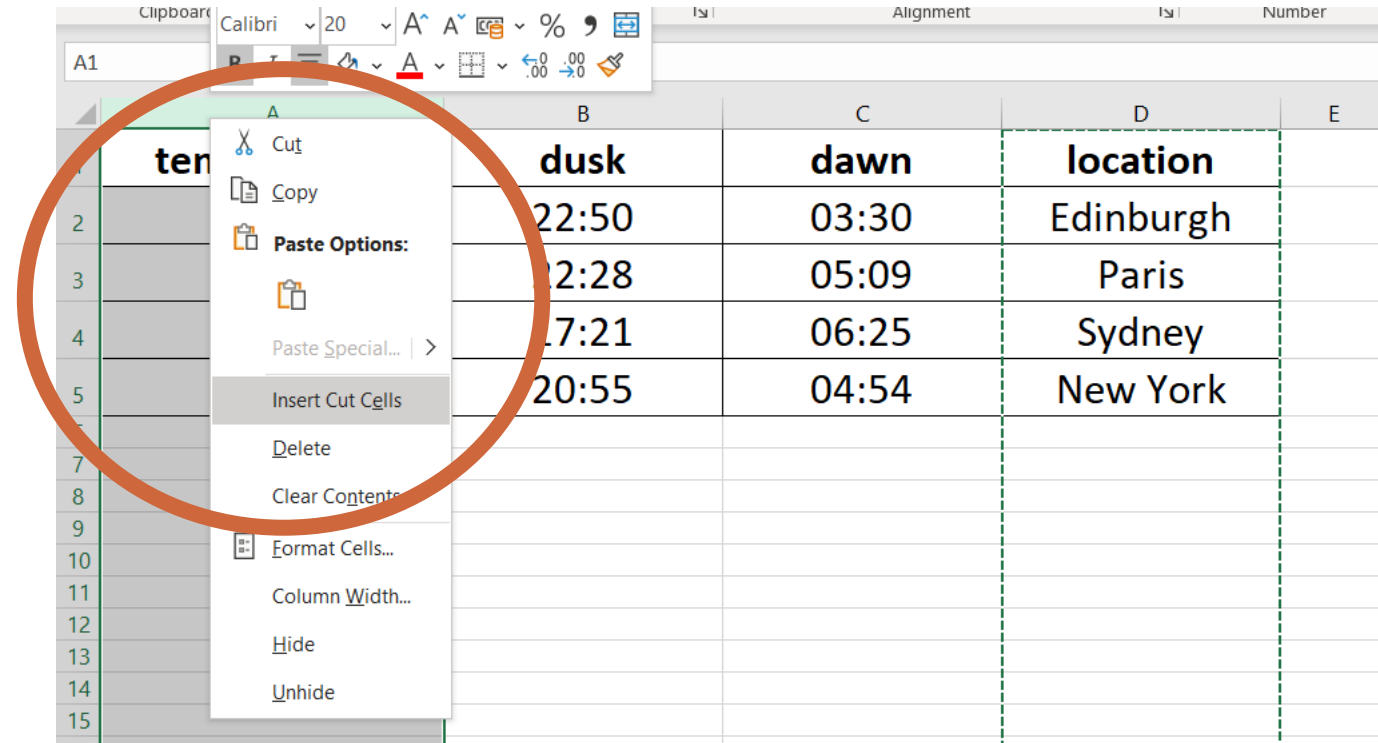 Clipboard Alignment Number
Calibri 20 A A % 9
A1 B A .00 .00
A B C D E
dusk dawn location
2 22:50 03:30 Edinburgh
3 22:28 05:09 Paris
4 17:21 06:25 Sydney
5 20:55 04:54 New York
7
8
9
10
11
12
13
14
15
Cut
Copy
Paste Options:
Paste Special...
Insert Cut Cells
Delete
Clear Contents
Format Cells...
Column Width...
Hide
Unhide